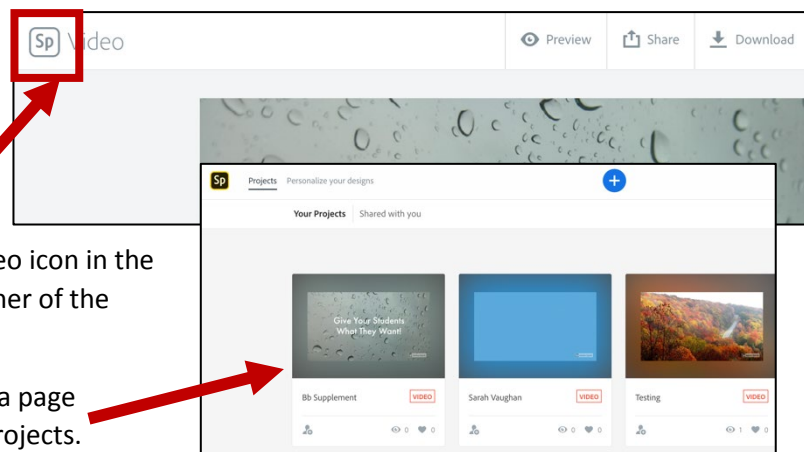 Sp Video Preview Share Download
Sp Projects Personalize your designs
Your Projects Shared with you
eo icon in the
ner of the
Give Your Students
What They Want!
a page
rojects.
Bb Supplement VIDEO Sarah Vaughan VIDEO Testing VIDEO
0 0 0 0 1 0